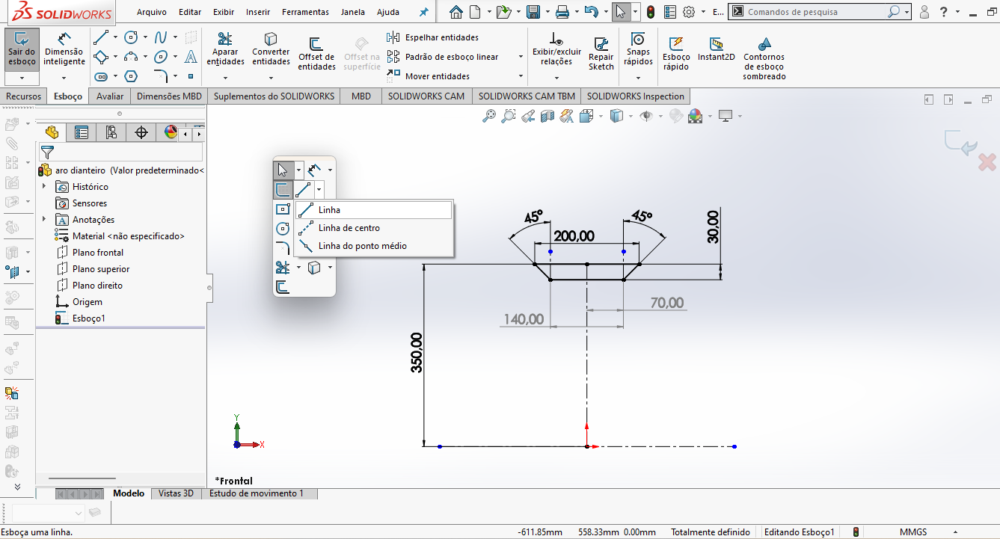 SOLIDWORKS
Arquivo Editar Exibir Inserir Ferramentas Janela Ajuda
E...
Comandos de pesquisa
?
Sair do esboço
Dimensão inteligente
Aparar entidades
Converter entidades
Offset de entidades
Offset na superfície
Espelhar entidades
Padrão de esboço linear
Mover entidades
Exibir/excluir relações
Repair Sketch
Snaps rápidos
Esboço rápido
Instant2D
Contornos de esboço sombreado
Recursos Esboço Avaliar Dimensões MBD Suplementos do SOLIDWORKS MBD SOLIDWORKS CAM SOLIDWORKS CAM TBM SOLIDWORKS Inspection
aro dianteiro (Valor predeterminado<
Histórico
Sensores
Anotações
Material <não especificado>
Plano frontal
Plano superior
Plano direito
Origem
Esboço1
Linha
Linha de centro
Linha do ponto médio
45°
45°
200,00
30,00
70,00
140,00
350,00
Y
X
*Frontal
Modelo Vistas 3D Estudo de movimento 1
Esboça uma linha.
-611.85mm 558.33mm 0.00mm Totalmente definido Editando Esboço1 MMGS